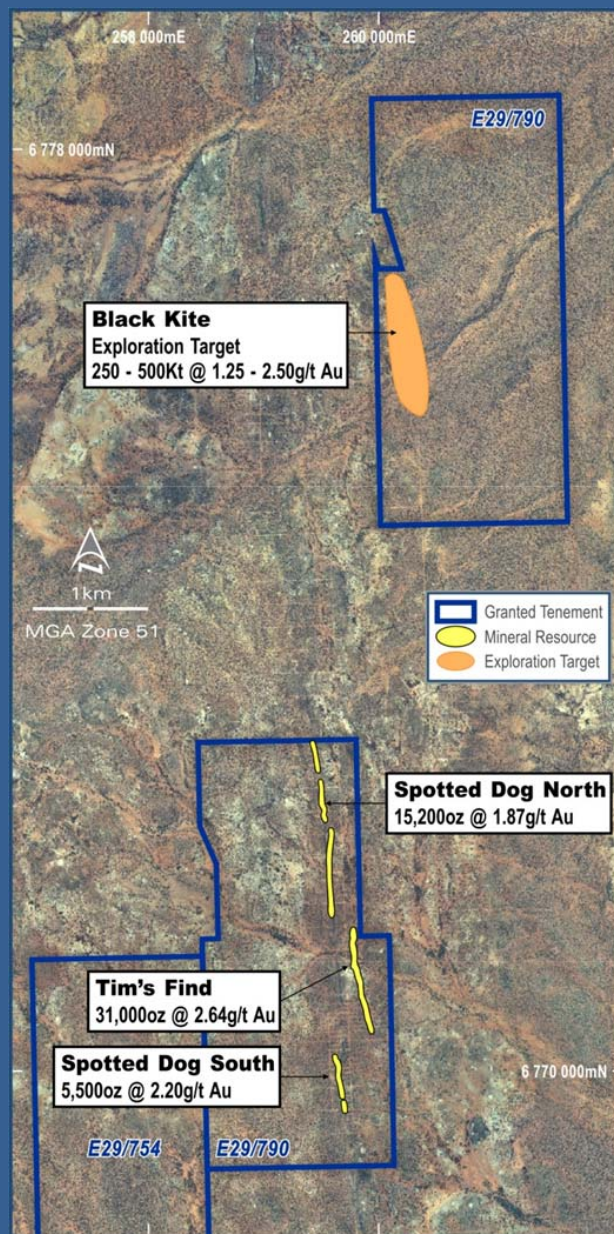 258 000mE
260 000mE
E29/790
6 778 000mN
Black Kite
Exploration Target
250 - 500Kt @ 1.25 - 2.50g/t Au
N
1km
MGA Zone 51
Granted Tenement
Mineral Resource
Exploration Target
Spotted Dog North
15,200oz @ 1.87g/t Au
Tim's Find
31,000oz @ 2.64g/t Au
Spotted Dog South
5,500oz @ 2.20g/t Au
6 770 000mN
E29/754
E29/790